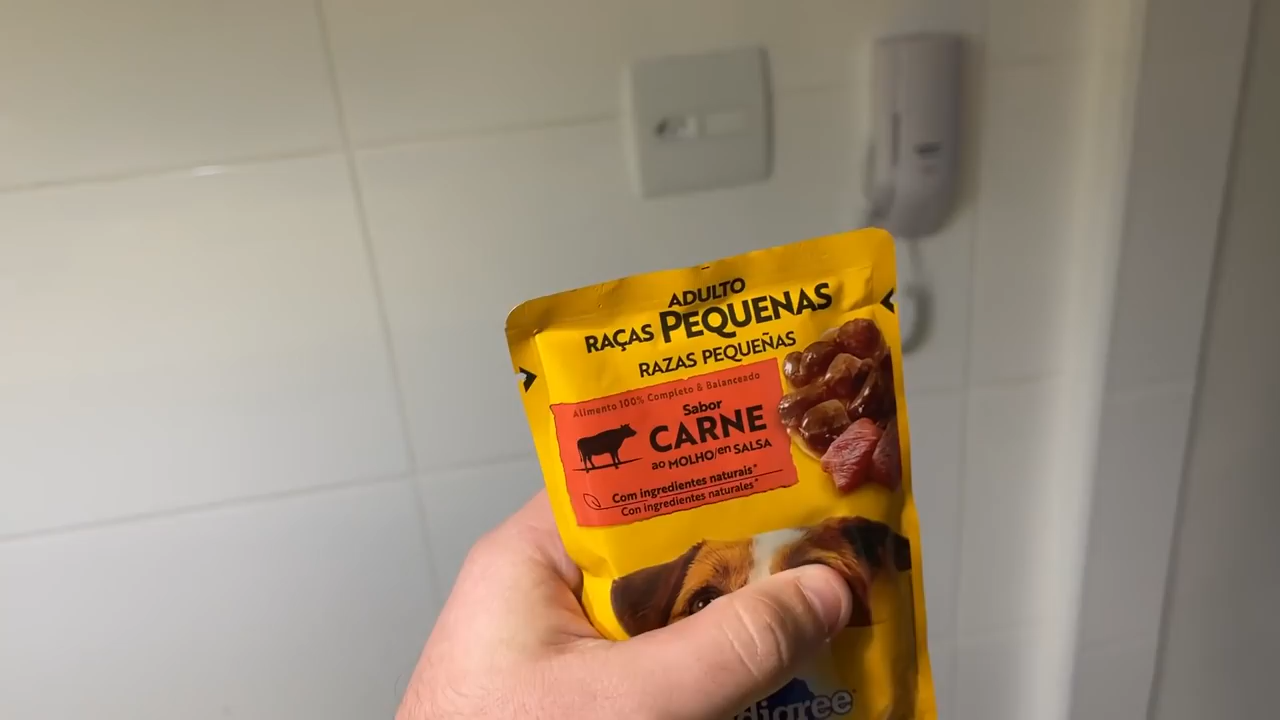 ADULTO
RAÇAS PEQUENAS
RAZAS PEQUEÑAS
Alimento 100% Completo & Balanceado
Sabor
CARNE
ao MOLHO/en SALSA
Com ingredientes naturais*
Con ingredientes naturales*
digree